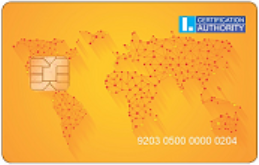 I.
CERTIFICATION
AUTHORITY
9203 0500 0000 0204